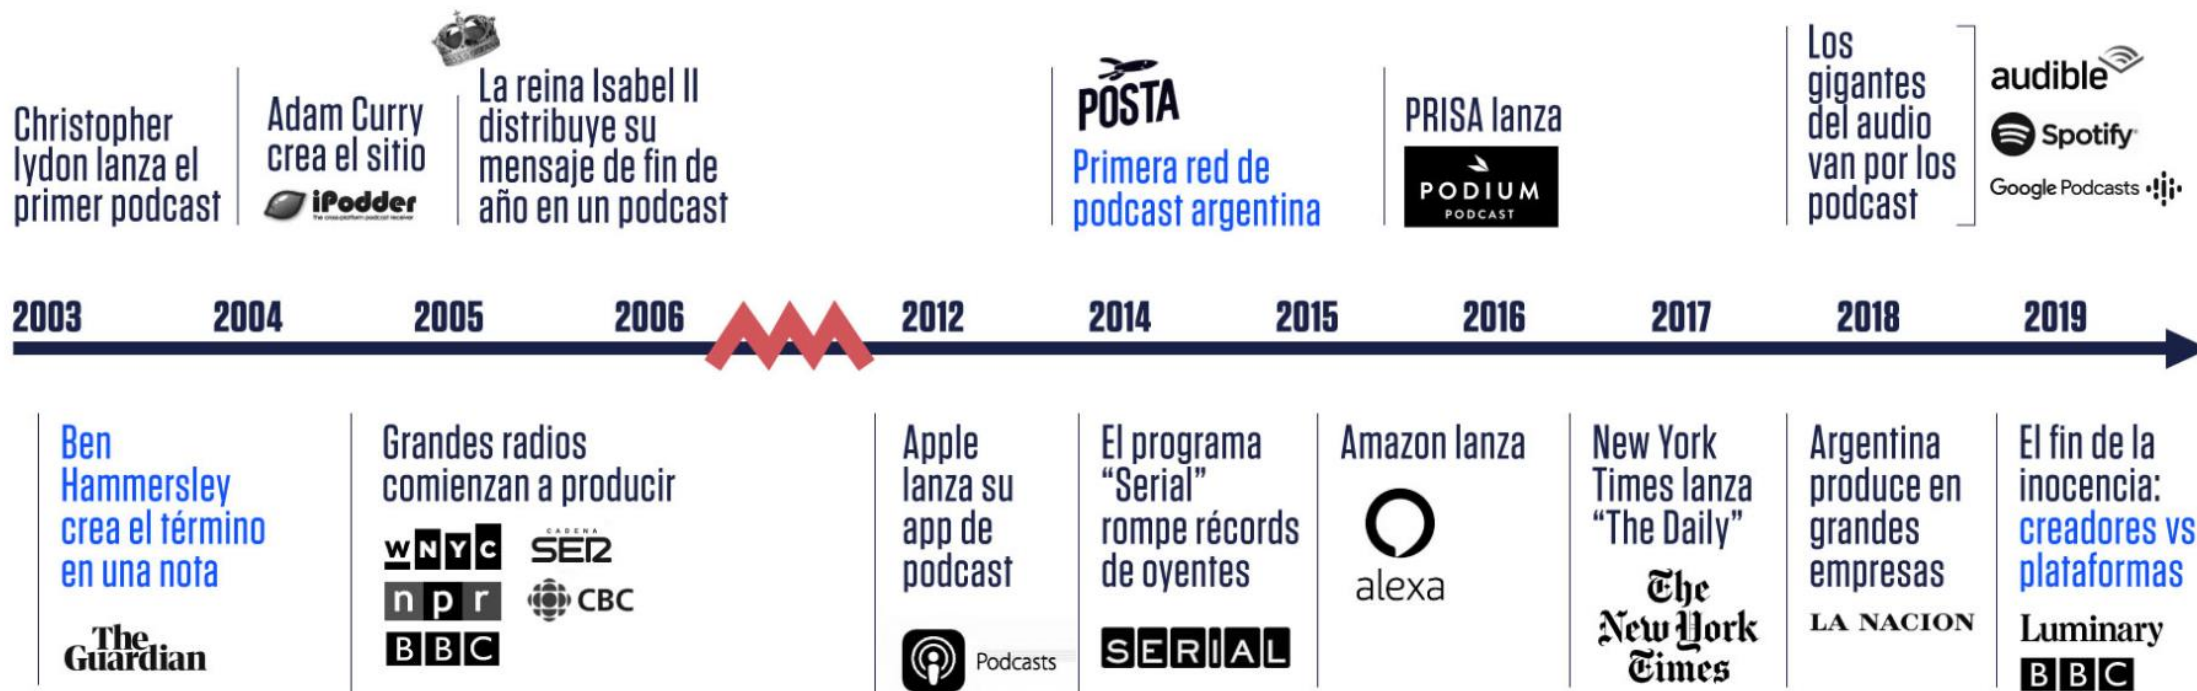 Christopher
lydon lanza el
primer podcast
Adam Curry
crea el sitio
iPodder
The cross-platform podcast receiver
La reina Isabel II
distribuye su
mensaje de fin de
año en un podcast
POSTA
Primera red de
podcast argentina
PRISA lanza
PODIUM
PODCAST
Los
gigantes
del audio
van por los
podcast
audible
Spotify
Google Podcasts
2003 2004 2005 2006 2012 2014 2015 2016 2017 2018 2019
Ben
Hammersley
crea el término
en una nota
The
Guardian
Grandes radios
comienzan a producir
WNYC
CADENA
SER
npr
CBC
BBC
Apple
lanza su
app de
podcast
Podcasts
El programa
“Serial”
rompe récords
de oyentes
SERIAL
Amazon lanza
alexa
New York
Times lanza
“The Daily”
The
New York
Times
Argentina
produce en
grandes
empresas
LA NACION
El fin de la
inocencia:
creadores vs
plataformas
Luminary
BBC